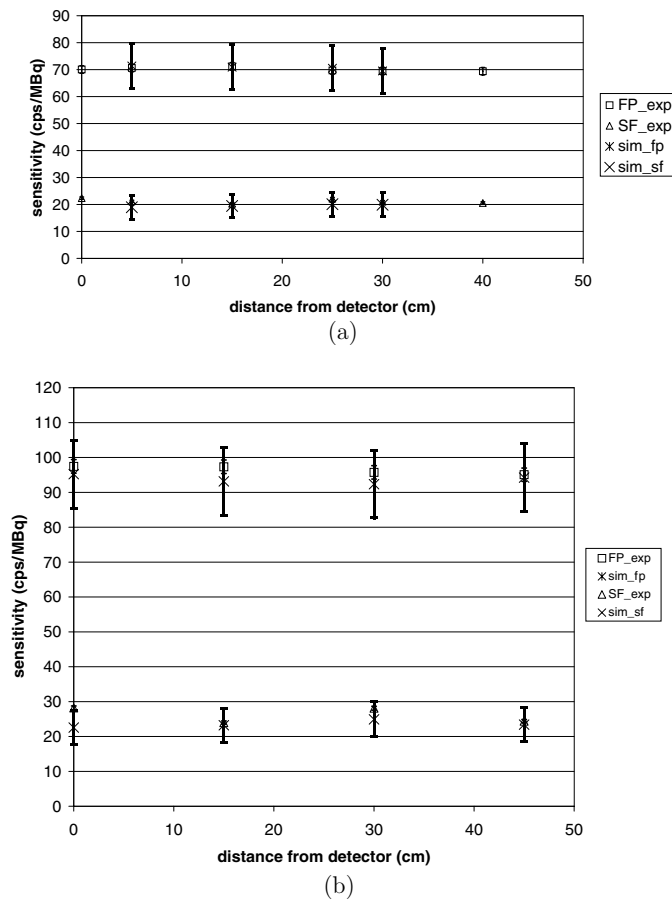 90
80
70
60
50
40
30
20
10
0
sensitivity (cps/MBq)
0 10 20 30 40 50
distance from detector (cm)
FP_exp
SF_exp
sim_fp
sim_sf
(a)
120
110
100
90
80
70
60
50
40
30
20
10
0
sensitivity (cps/MBq)
0 10 20 30 40 50
distance from detector (cm)
FP_exp
sim_fp
SF_exp
sim_sf
(b)